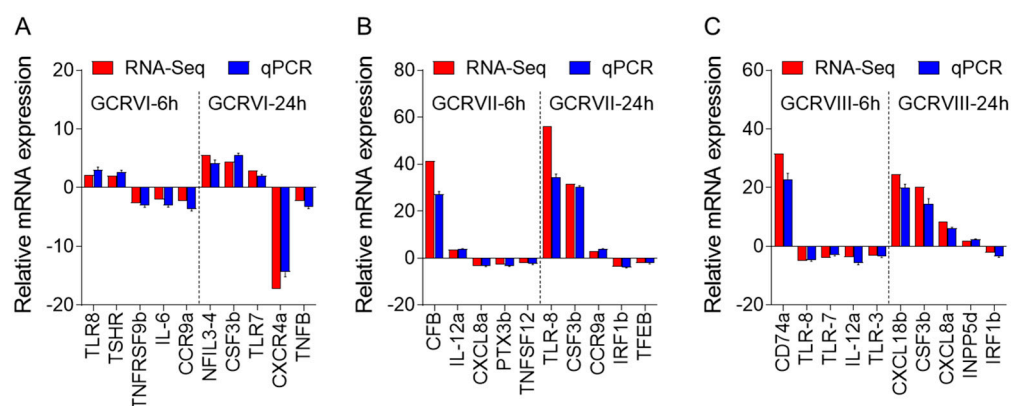 A
Relative mRNA expression
RNA-Seq qPCR
GCRVI-6h GCRVI-24h
20
10
0
-10
-20
TLR8
TSHR
TNFRSF9b
IL-6
CCR9a
NFIL3-4
CSF3b
TLR7
CXCR4a
TNFB
B
Relative mRNA expression
RNA-Seq qPCR
GCRVII-6h GCRVII-24h
80
60
40
20
0
-20
CFB
IL-12a
CXCL8a
PTX3b
TNFSF12
TLR-8
CSF3b
CCR9a
IRF1b
TFEB
C
Relative mRNA expression
RNA-Seq qPCR
GCRVIII-6h GCRVIII-24h
60
40
20
0
-20
CD74a
TLR-8
TLR-7
IL-12a
TLR-3
CXCL18b
CSF3b
CXCL8a
INPP5d
IRF1b